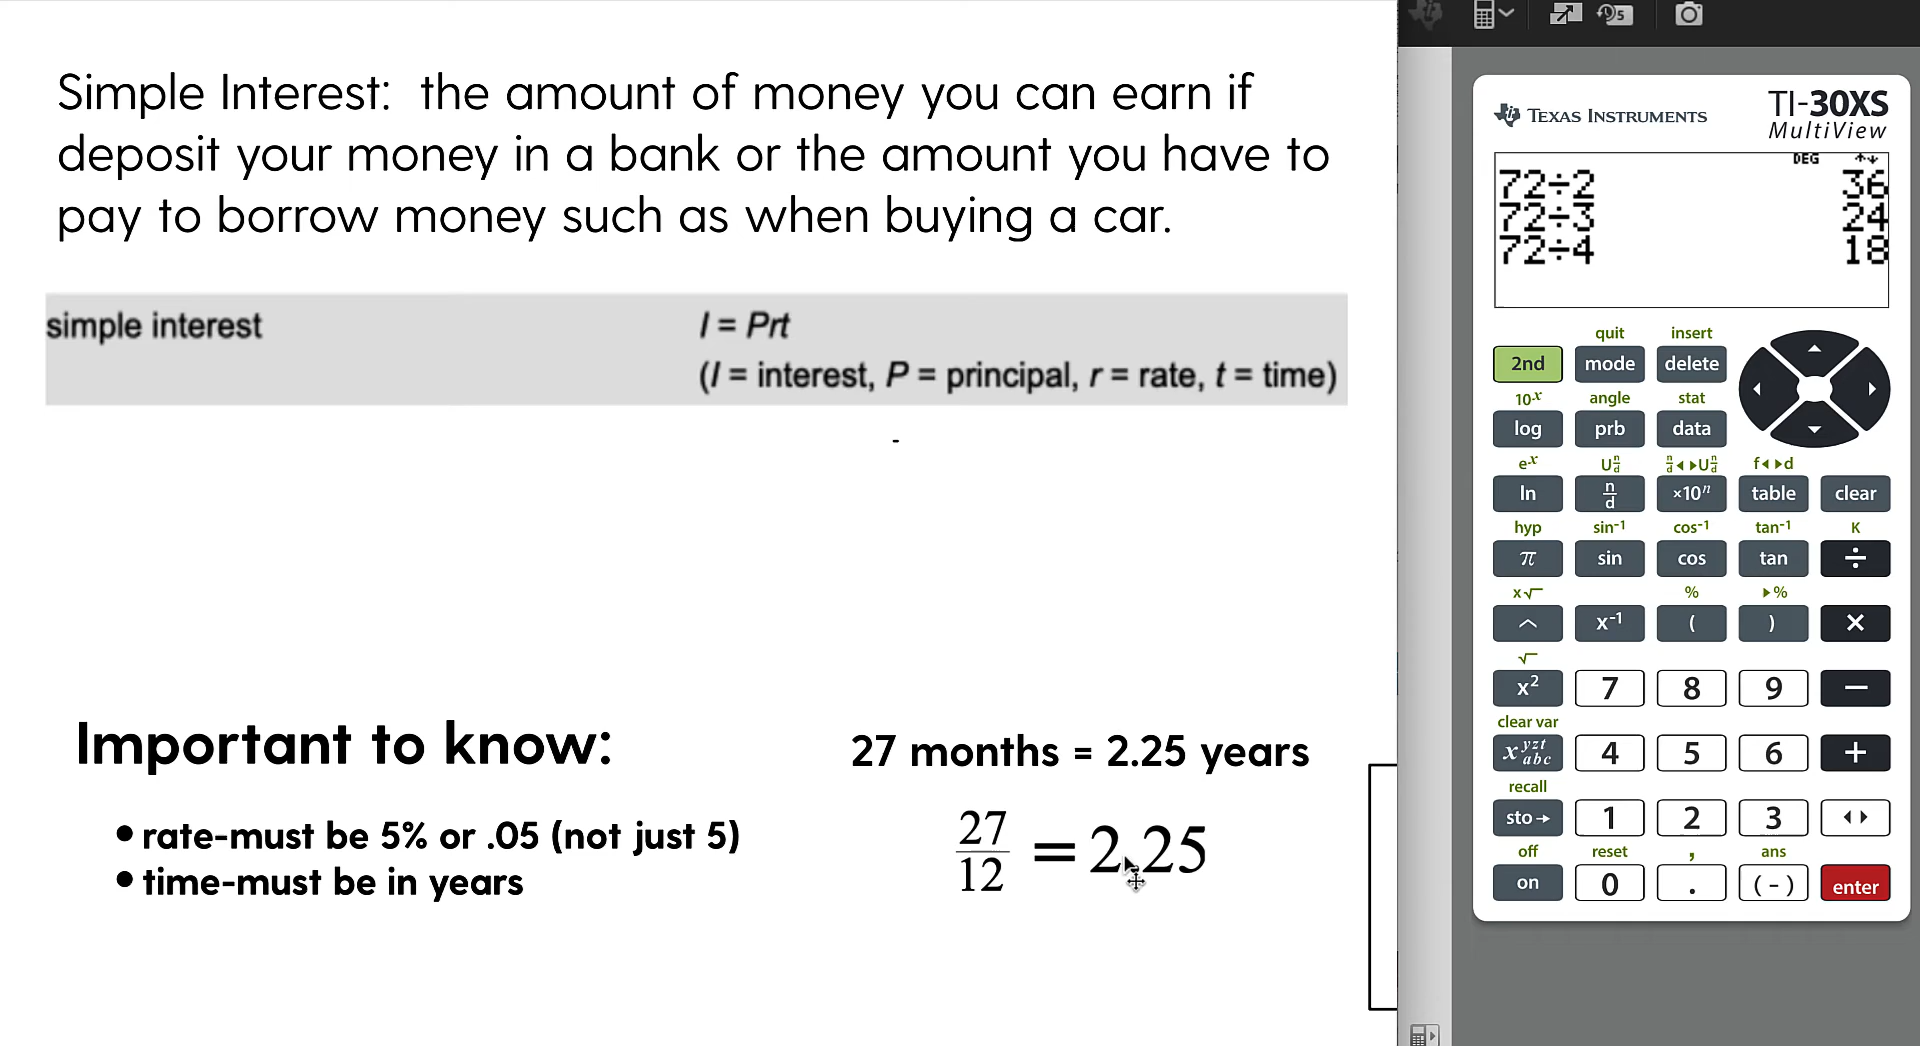 Simple Interest: the amount of money you can earn if
deposit your money in a bank or the amount you have to
pay to borrow money such as when buying a car.
simple interest I = Prt
(I = interest, P = principal, r = rate, t = time)
-
Important to know:
• rate-must be 5% or .05 (not just 5)
• time-must be in years
27 months = 2.25 years
27/12 = 2.25
5
TEXAS INSTRUMENTS
TI-30XS
MultiView
DEG
72÷2 36
72÷3 24
72÷4 18
quit insert
2nd mode delete
10^x angle stat
log prb data
e^x U n/d n/d ◂▸ U n/d f◂▸d
ln n/d ×10^n table clear
hyp sin⁻¹ cos⁻¹ tan⁻¹ K
π sin cos tan ÷
x√ % ▸%
^ x⁻¹ ( ) ×
√
x² 7 8 9 −
clear var
x yzt abc 4 5 6 +
recall
sto→ 1 2 3 ◂▸
off reset , ans
on 0 . (-) enter